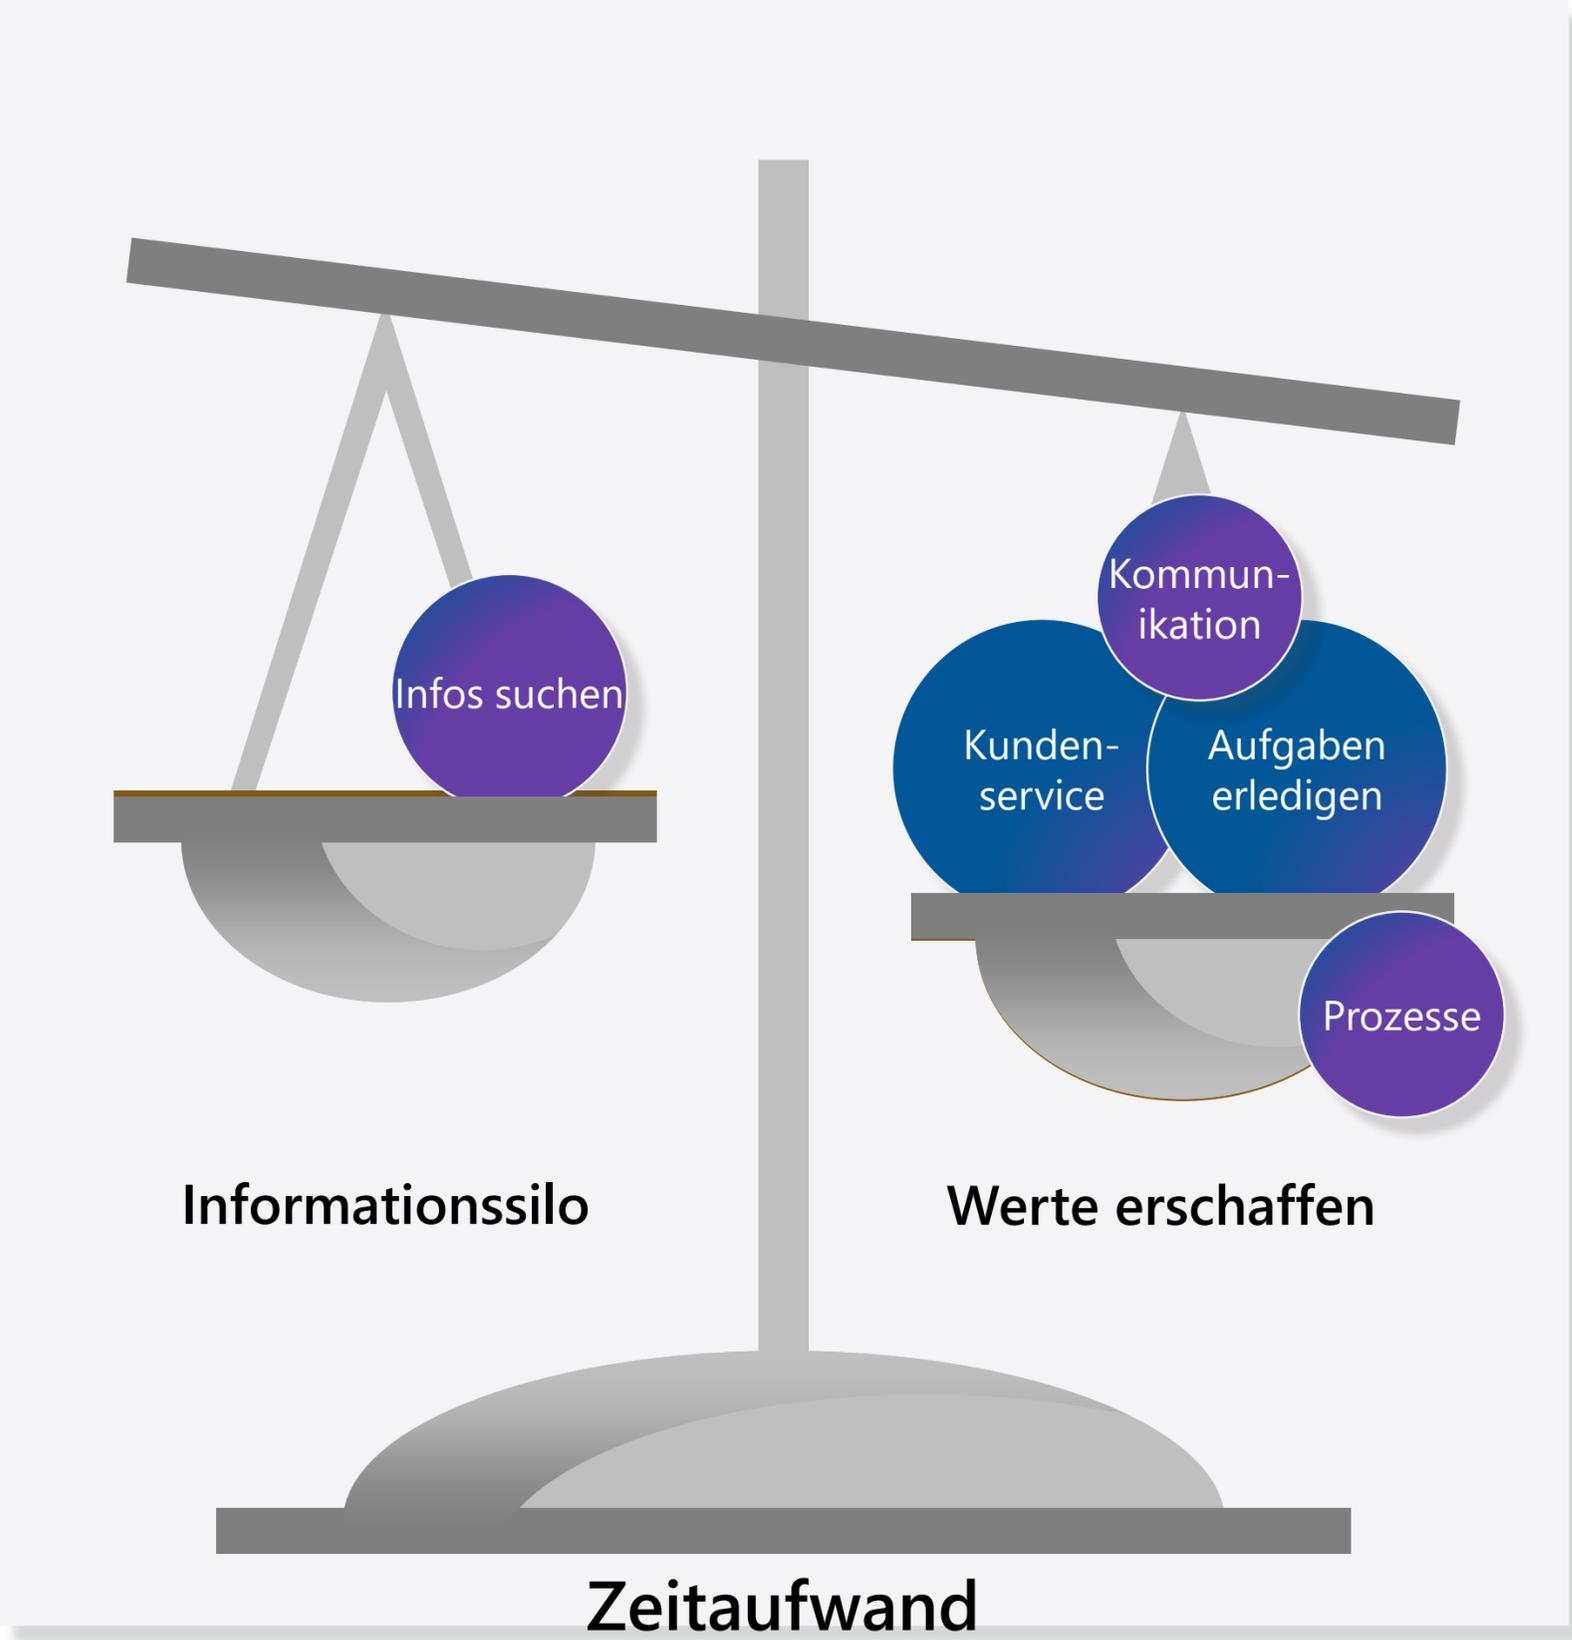 Kommun-
ikation
Infos suchen
Kunden-
service
Aufgaben
erledigen
Prozesse
Informationssilo
Werte erschaffen
Zeitaufwand